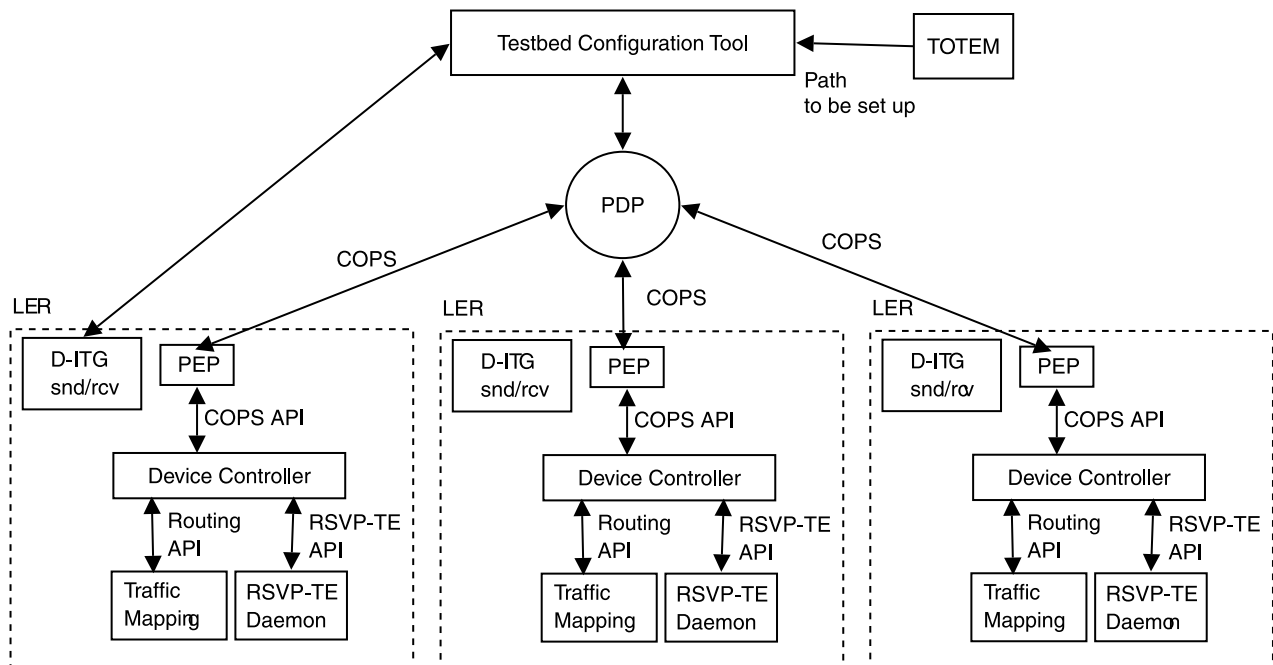 Testbed Configuration Tool
TOTEM
Path
to be set up
PDP
COPS
COPS
COPS
LER
LER
LER
D-ITG
snd/rcv
PEP
COPS API
Device Controller
Routing
API
RSVP-TE
API
Traffic
Mapping
RSVP-TE
Daemon
D-ITG
snd/rcv
PEP
COPS API
Device Controller
Routing
API
RSVP-TE
API
Traffic
Mapping
RSVP-TE
Daemon
D-ITG
snd/rcv
PEP
COPS API
Device Controller
Routing
API
RSVP-TE
API
Traffic
Mapping
RSVP-TE
Daemon